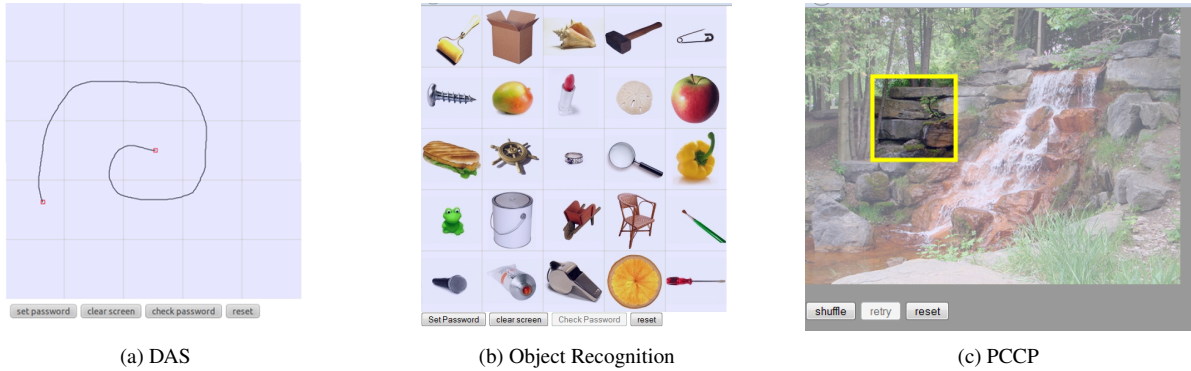 set password clear screen check password reset
Set Password clear screen Check Password reset
shuffle retry reset
(a) DAS
(b) Object Recognition
(c) PCCP